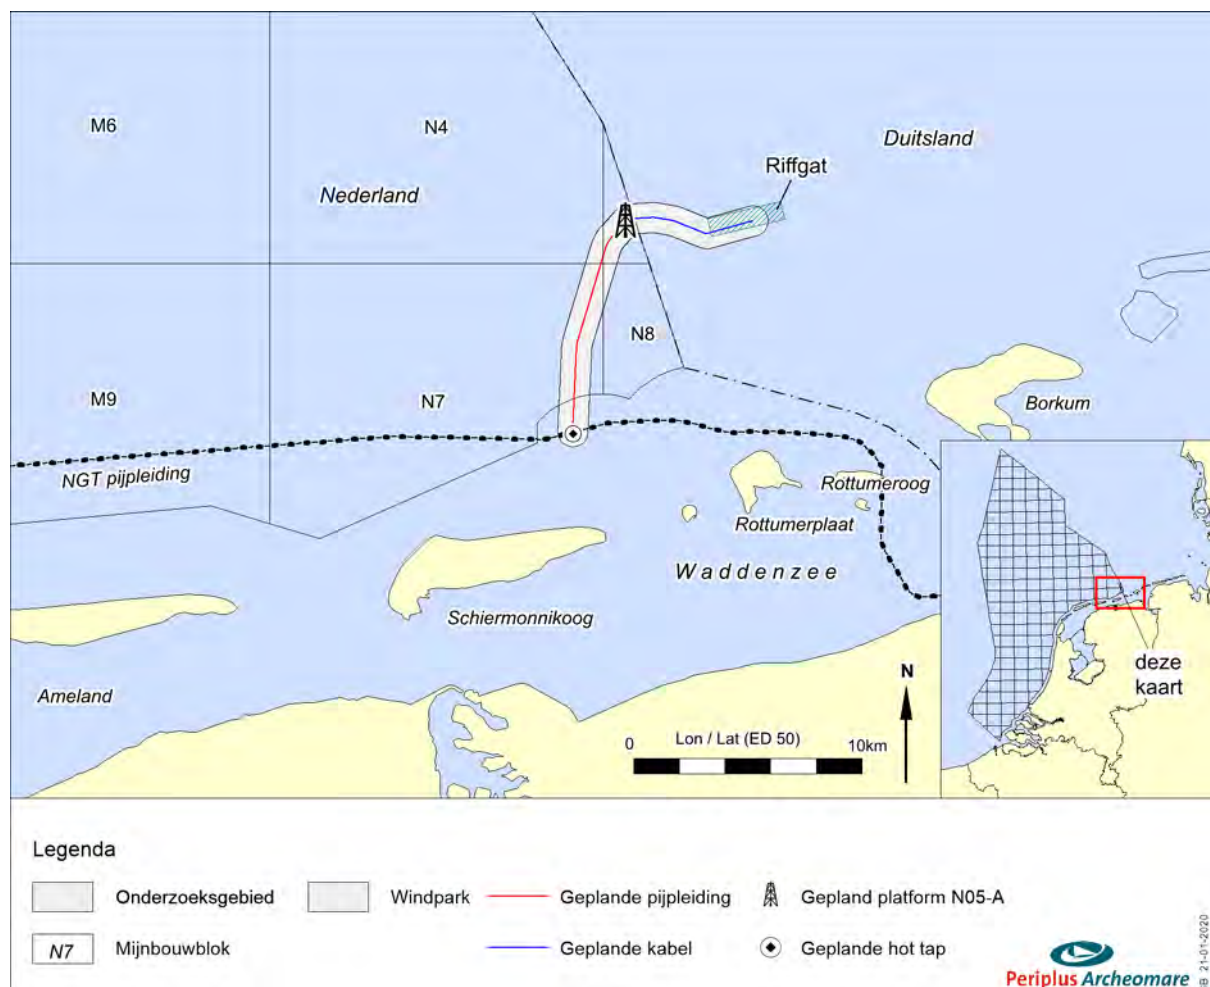 M6
N4
Duitsland
Riffgat
Nederland
N8
M9
N7
Borkum
NGT pijpleiding
Rottumeroog
Rottumerplaat
Waddenzee
Schiermonnikoog
deze
kaart
Ameland
N
0 Lon / Lat (ED 50) 10km
Legenda
Onderzoeksgebied
Windpark
Geplande pijpleiding
Gepland platform N05-A
N7 Mijnbouwblok
Geplande kabel
Geplande hot tap
Periplus Archeomare
IB 21-01-2020